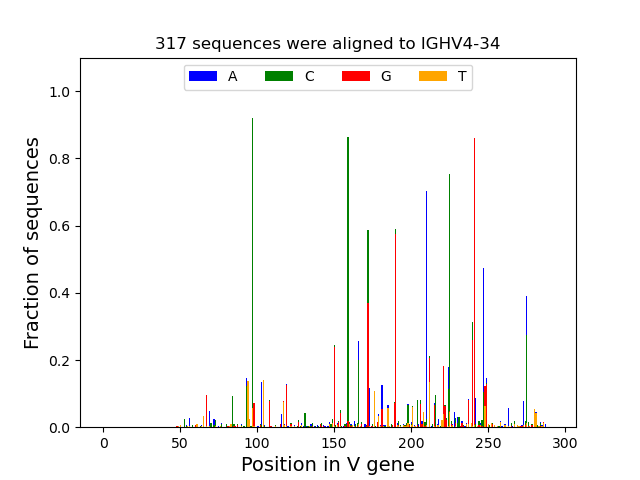 317 sequences were aligned to IGHV4-34
A C G T
1.0
0.8
0.6
0.4
0.2
0.0
Fraction of sequences
0 50 100 150 200 250 300
Position in V gene